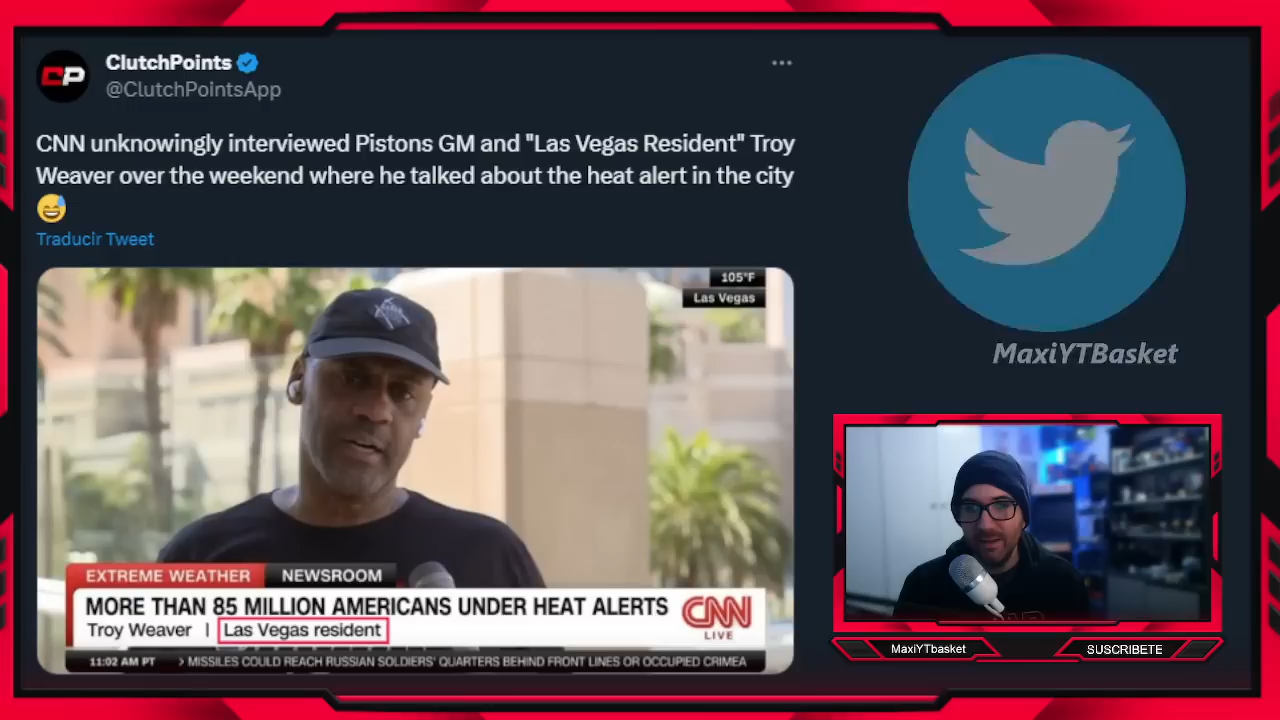 ClutchPoints
@ClutchPointsApp
CNN unknowingly interviewed Pistons GM and "Las Vegas Resident" Troy
Weaver over the weekend where he talked about the heat alert in the city
😅
Traducir Tweet
105°F
Las Vegas
EXTREME WEATHER NEWSROOM
MORE THAN 85 MILLION AMERICANS UNDER HEAT ALERTS
Troy Weaver | Las Vegas resident
CNN
LIVE
11:02 AM PT > MISSILES COULD REACH RUSSIAN SOLDIERS' QUARTERS BEHIND FRONT LINES OR OCCUPIED CRIMEA
MaxiYTBasket
MaxiYTbasket
SUSCRIBETE